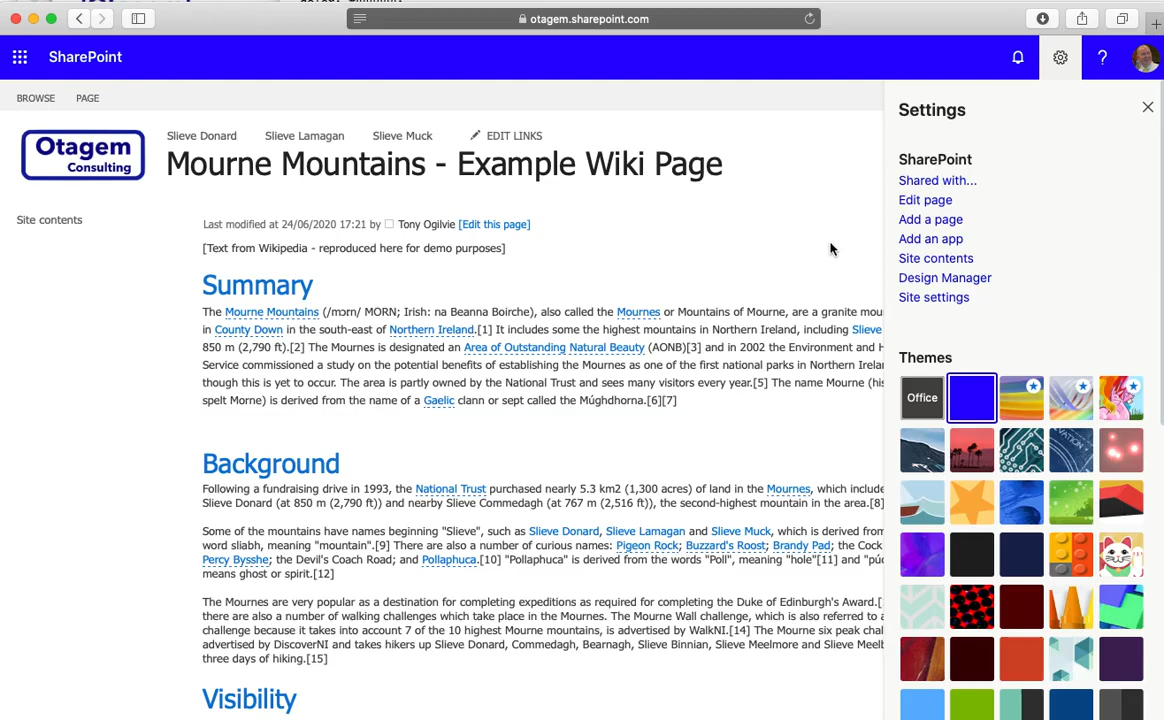 otagem.sharepoint.com
SharePoint
BROWSE PAGE
Otagem
Consulting
Slieve Donard Slieve Lamagan Slieve Muck EDIT LINKS
Mourne Mountains - Example Wiki Page
Site contents
Last modified at 24/06/2020 17:21 by Tony Ogilvie [Edit this page]
[Text from Wikipedia - reproduced here for demo purposes]
Summary
The Mourne Mountains (/mɔrn/ MORN; Irish: na Beanna Boirche), also called the Mournes or Mountains of Mourne, are a granite mou
in County Down in the south-east of Northern Ireland.[1] It includes some the highest mountains in Northern Ireland, including Slieve
850 m (2,790 ft).[2] The Mournes is designated an Area of Outstanding Natural Beauty (AONB)[3] and in 2002 the Environment and H
Service commissioned a study on the potential benefits of establishing the Mournes as one of the first national parks in Northern Irelan
though this is yet to occur. The area is partly owned by the National Trust and sees many visitors every year.[5] The name Mourne (his
spelt Morne) is derived from the name of a Gaelic clann or sept called the Múghdhorna.[6][7]
Background
Following a fundraising drive in 1993, the National Trust purchased nearly 5.3 km2 (1,300 acres) of land in the Mournes, which include
Slieve Donard (at 850 m (2,790 ft)) and nearby Slieve Commedagh (at 767 m (2,516 ft)), the second-highest mountain in the area.[8]
Some of the mountains have names beginning "Slieve", such as Slieve Donard, Slieve Lamagan and Slieve Muck, which is derived from
word sliabh, meaning "mountain".[9] There are also a number of curious names: Pigeon Rock; Buzzard's Roost; Brandy Pad; the Cock
Percy Bysshe; the Devil's Coach Road; and Pollaphuca.[10] "Pollaphuca" is derived from the words "Poll", meaning "hole"[11] and "púc
means ghost or spirit.[12]
The Mournes are very popular as a destination for completing expeditions as required for completing the Duke of Edinburgh's Award.[
there are also a number of walking challenges which take place in the Mournes. The Mourne Wall challenge, which is also referred to a
challenge because it takes into account 7 of the 10 highest Mourne mountains, is advertised by WalkNI.[14] The Mourne six peak chal
advertised by DiscoverNI and takes hikers up Slieve Donard, Commedagh, Bearnagh, Slieve Binnian, Slieve Meelmore and Slieve Meelb
three days of hiking.[15]
Visibility
Settings
SharePoint
Shared with...
Edit page
Add a page
Add an app
Site contents
Design Manager
Site settings
Themes
Office